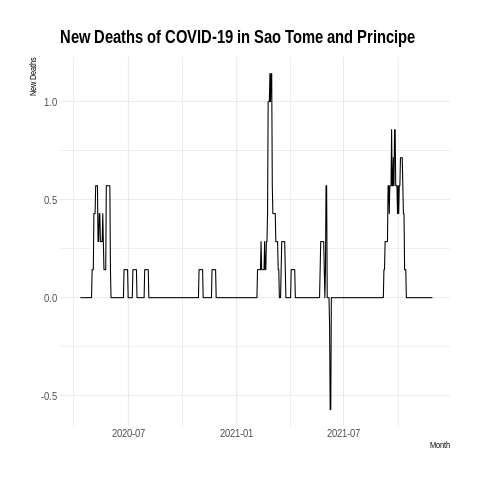 New Deaths of COVID-19 in Sao Tome and Principe
New Deaths
1.0
0.5
0.0
-0.5
2020-07
2021-01
2021-07
Month